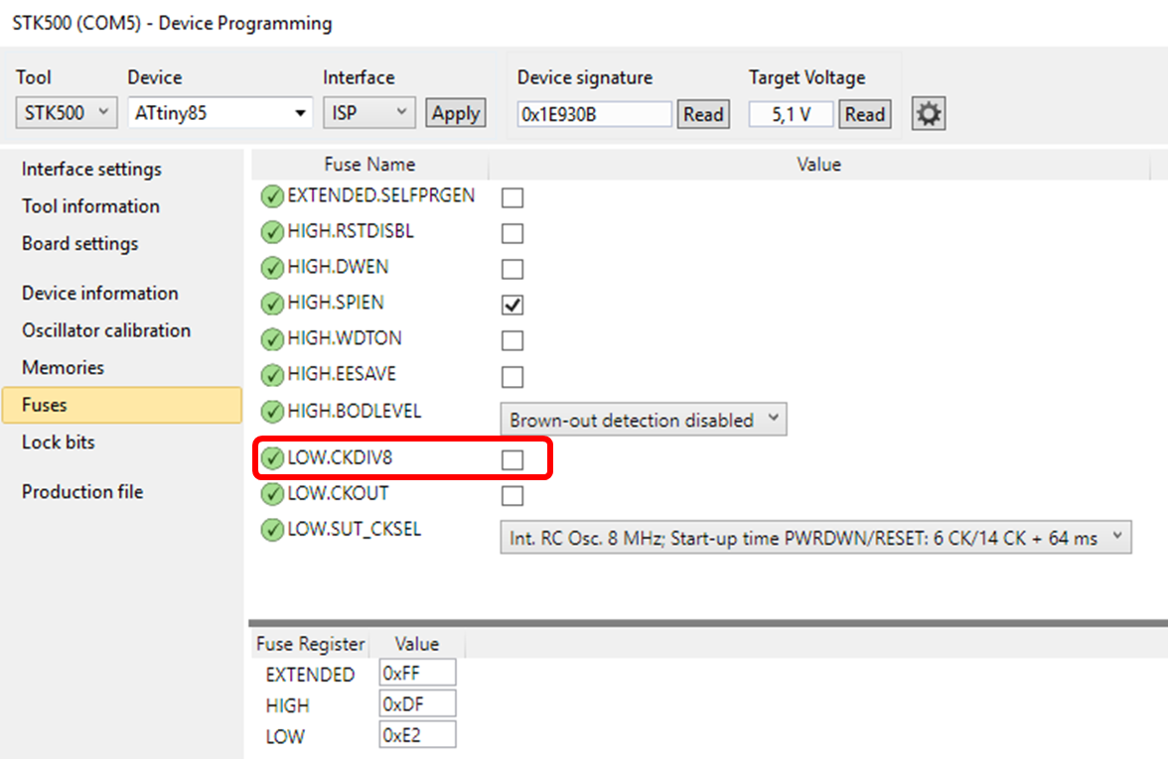 STK500 (COM5) - Device Programming
Tool Device Interface Device signature Target Voltage
STK500 ATtiny85 ISP Apply 0x1E930B Read 5,1 V Read
Interface settings
Tool information
Board settings
Device information
Oscillator calibration
Memories
Fuses
Lock bits
Production file
Fuse Name Value
EXTENDED.SELFPRGEN
HIGH.RSTDISBL
HIGH.DWEN
HIGH.SPIEN
HIGH.WDTON
HIGH.EESAVE
HIGH.BODLEVEL Brown-out detection disabled
LOW.CKDIV8
LOW.CKOUT
LOW.SUT_CKSEL Int. RC Osc. 8 MHz; Start-up time PWRDWN/RESET: 6 CK/14 CK + 64 ms
Fuse Register Value
EXTENDED 0xFF
HIGH 0xDF
LOW 0xE2